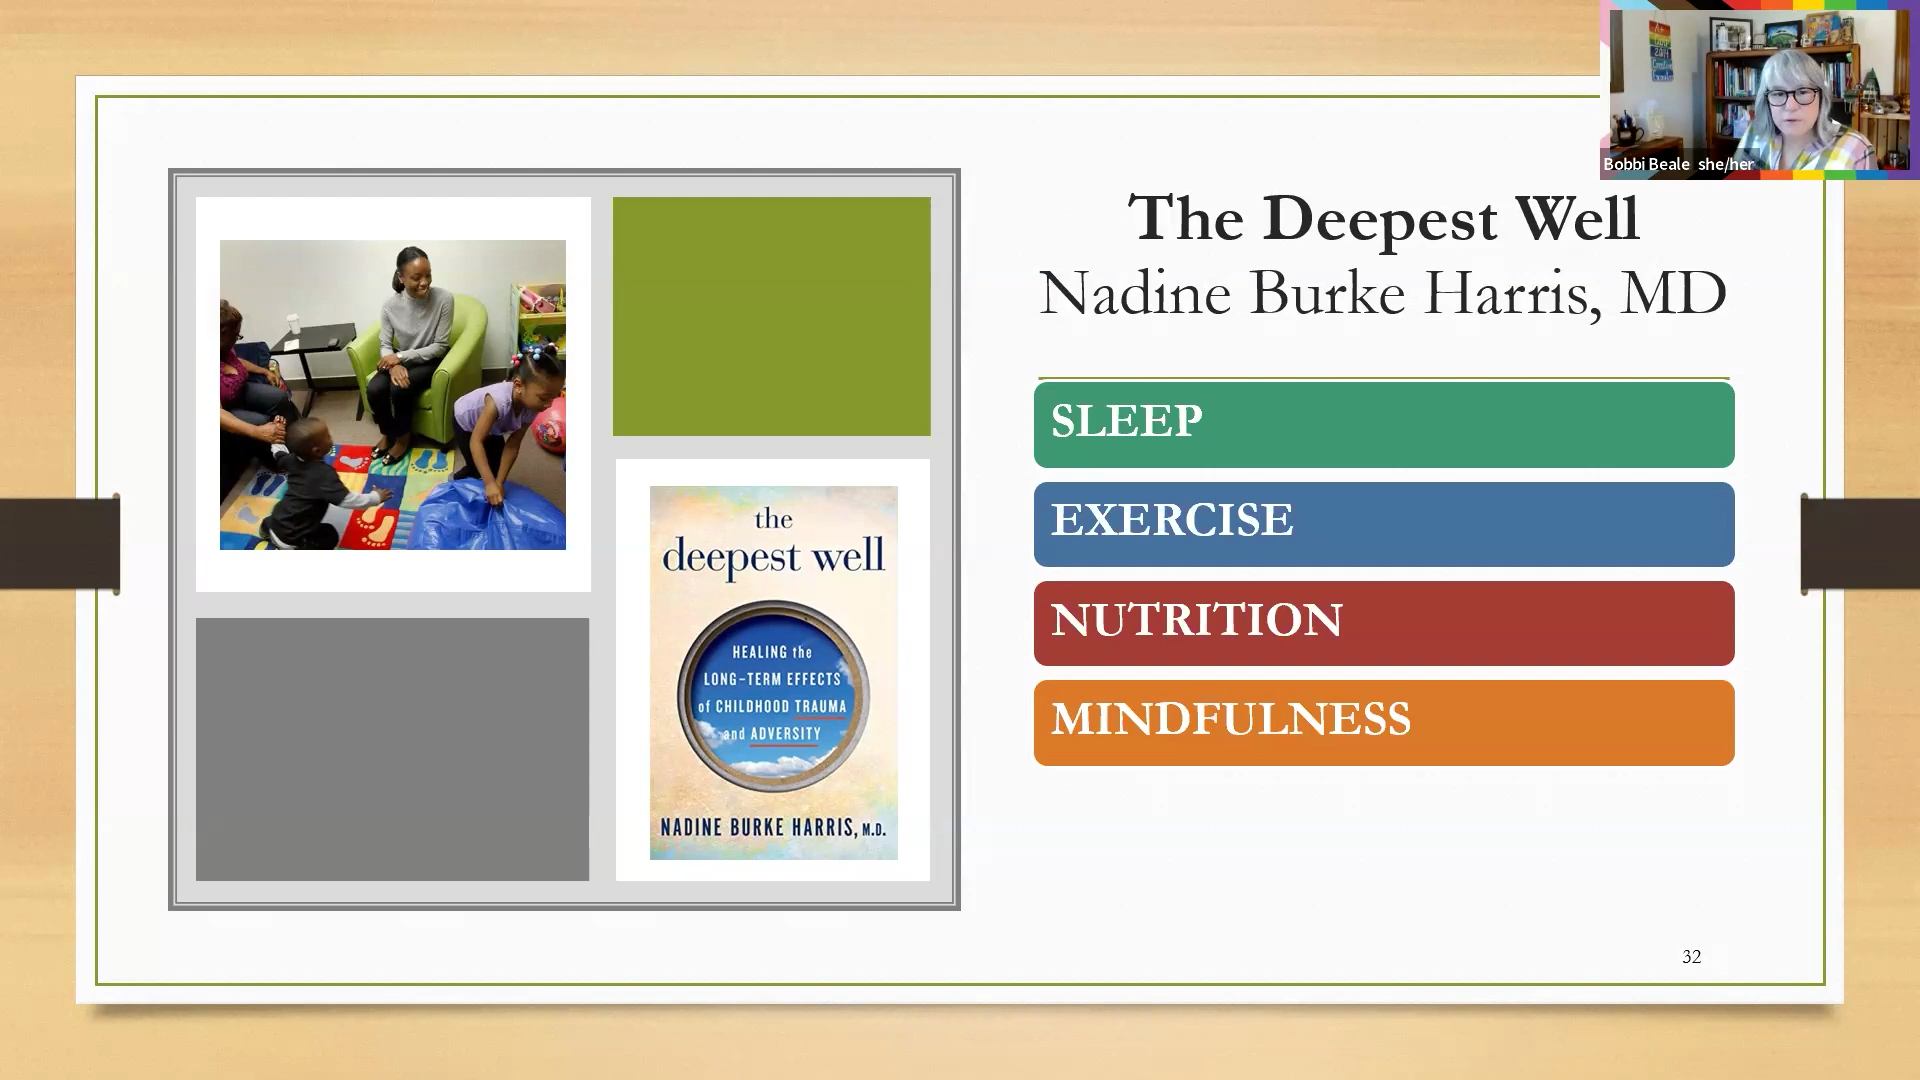 Bobbi Beale she/her
The Deepest Well
Nadine Burke Harris, MD
SLEEP
EXERCISE
NUTRITION
MINDFULNESS
the
deepest well
HEALING the
LONG-TERM EFFECTS
of CHILDHOOD TRAUMA
and ADVERSITY
NADINE BURKE HARRIS, M.D.
32